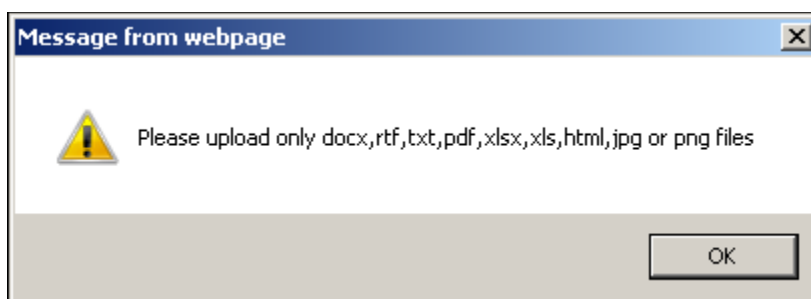 Message from webpage
Please upload only docx,rtf,txt,pdf,xlsx,xls,html,jpg or png files
OK